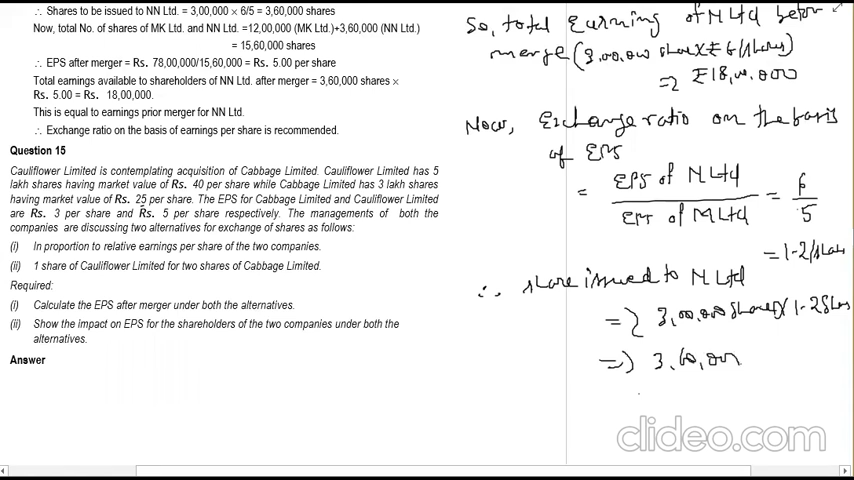 ∴ Shares to be issued to NN Ltd. = 3,00,000 × 6/5 = 3,60,000 shares
Now, total No. of shares of MK Ltd. and NN Ltd. =12,00,000 (MK Ltd.)+3,60,000 (NN Ltd.)
= 15,60,000 shares
∴ EPS after merger = Rs. 78,00,000/15,60,000 = Rs. 5.00 per share
Total earnings available to shareholders of NN Ltd. after merger = 3,60,000 shares ×
Rs. 5.00 = Rs. 18,00,000.
This is equal to earnings prior merger for NN Ltd.
∴ Exchange ratio on the basis of earnings per share is recommended.
Question 15
Cauliflower Limited is contemplating acquisition of Cabbage Limited. Cauliflower Limited has 5
lakh shares having market value of Rs. 40 per share while Cabbage Limited has 3 lakh shares
having market value of Rs. 25 per share. The EPS for Cabbage Limited and Cauliflower Limited
are Rs. 3 per share and Rs. 5 per share respectively. The managements of both the
companies are discussing two alternatives for exchange of shares as follows:
(i) In proportion to relative earnings per share of the two companies.
(ii) 1 share of Cauliflower Limited for two shares of Cabbage Limited.
Required:
(i) Calculate the EPS after merger under both the alternatives.
(ii) Show the impact on EPS for the shareholders of the two companies under both the
alternatives.
Answer
So, total Earning of N Ltd before
merge (3,00,000 share × ₹ 6/share)
=> ₹18,00,000
Now, Exchange ratio on the basis
of EPS
= EPS of N Ltd = 6
EPS of M Ltd 5
= 1.2/share
∴ share issued to N Ltd
=> 3,00,000 Shares × 1.2 Shares
=> 3,60,000
clideo.com